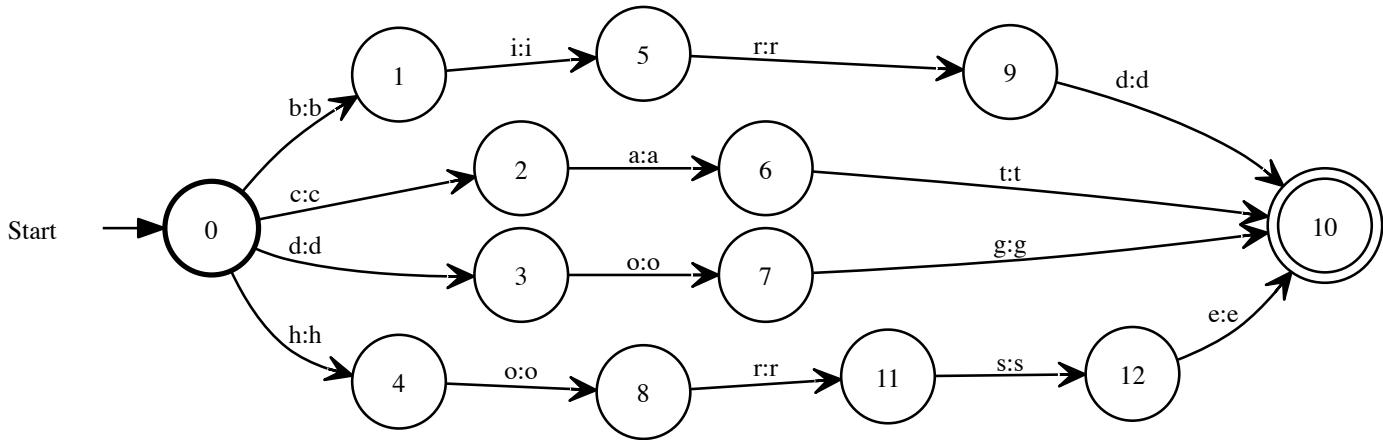 Start
0
b:b
1
i:i
5
r:r
9
d:d
c:c
2
a:a
6
t:t
d:d
3
o:o
7
g:g
h:h
4
o:o
8
r:r
11
s:s
12
e:e
10